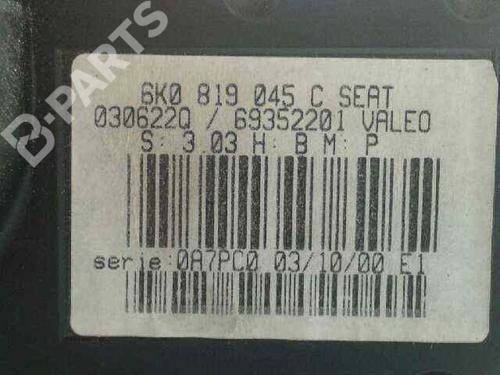 B-PARTS
6K0 819 045 C SEAT
030622Q / 69352201 VALEO
S: 3 03 H: B M: P
serie:0A7PC0 03/10/00 E1